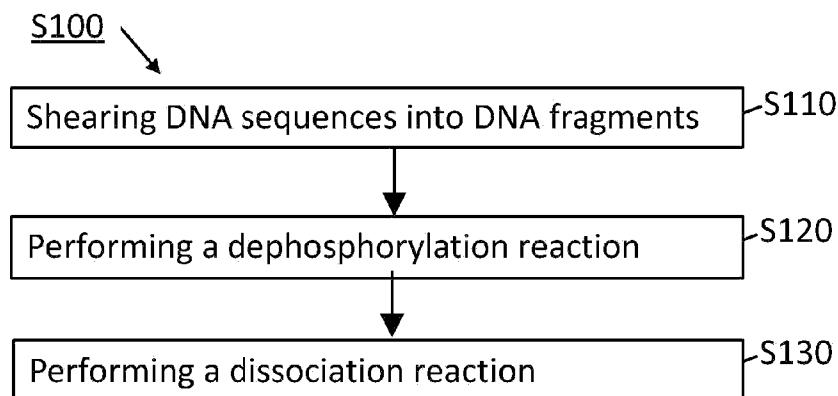 S100
Shearing DNA sequences into DNA fragments
S110
Performing a dephosphorylation reaction
S120
Performing a dissociation reaction
S130